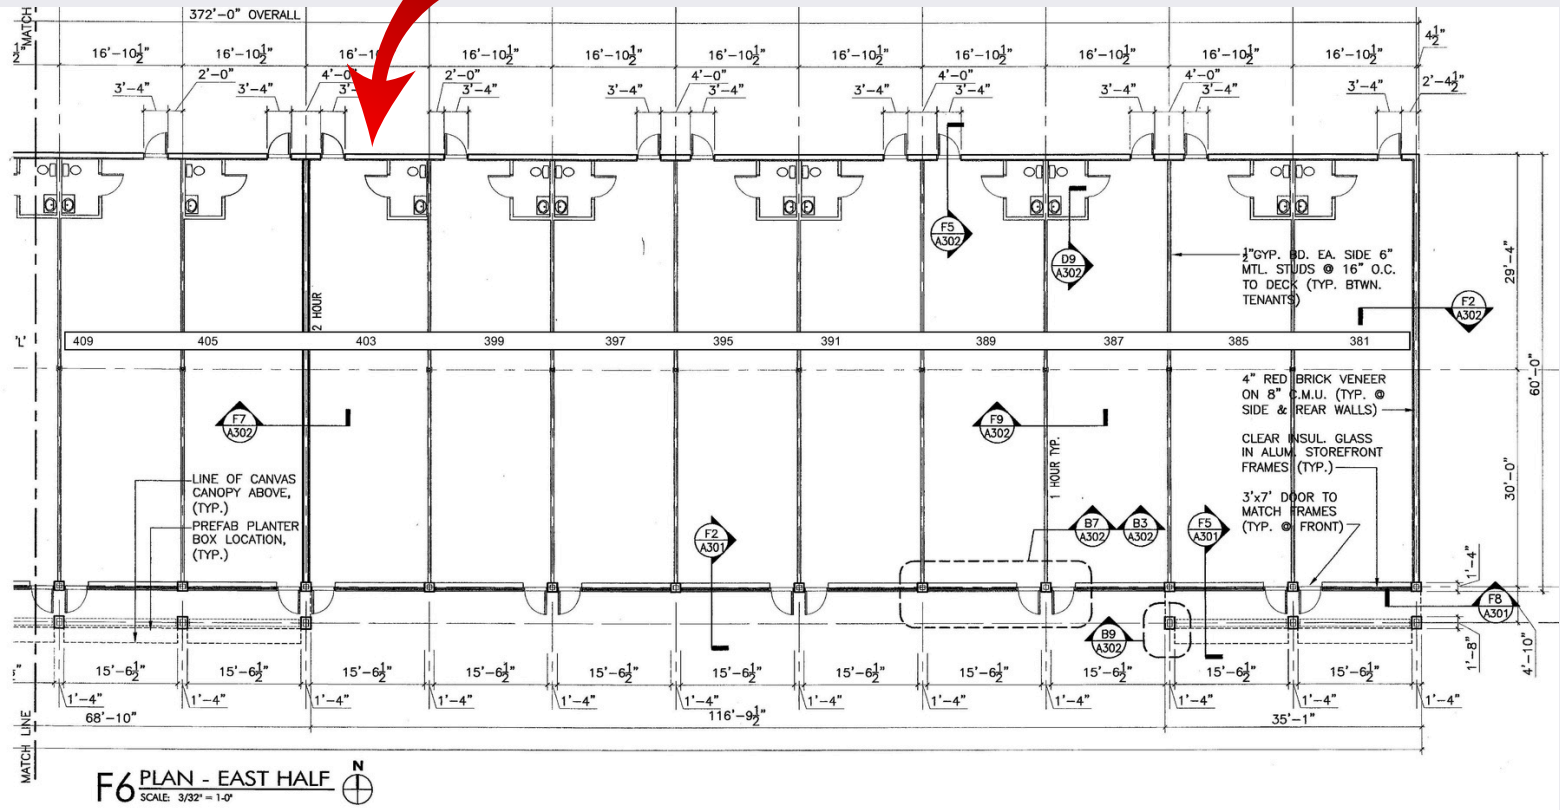 372'-0" OVERALL
MATCH
4½"
16'-10½" 16'-10½" 16'-10½" 16'-10½" 16'-10½" 16'-10½" 16'-10½" 16'-10½" 16'-10½" 16'-10½"
2'-0" 4'-0" 2'-0" 4'-0" 4'-0" 4'-0" 2'-4½"
3'-4" 3'-4" 3'-4" 3'-4" 3'-4" 3'-4" 3'-4" 3'-4" 3'-4" 3'-4"
F5
A302
D9
A302
½"GYP. BD. EA. SIDE 6"
MTL. STUDS @ 16" O.C.
TO DECK (TYP. BTWN.
TENANTS)
29'-4"
F2
A302
2 HOUR
'L'
409 405 403 399 397 395 391 389 387 385 381
60'-0"
4" RED BRICK VENEER
ON 8" C.M.U. (TYP. @
SIDE & REAR WALLS)
F7
A302
F9
A302
CLEAR INSUL. GLASS
IN ALUM. STOREFRONT
FRAMES (TYP.)
1 HOUR TYP.
30'-0"
LINE OF CANVAS
CANOPY ABOVE,
(TYP.)
3'x7' DOOR TO
MATCH FRAMES
(TYP. @ FRONT)
PREFAB PLANTER
BOX LOCATION,
(TYP.)
F2
A301
B7
A302
B3
A302
F5
A301
1'-4"
F8
A301
B9
A302
1'-8"
4'-10"
15'-6½" 15'-6½" 15'-6½" 15'-6½" 15'-6½" 15'-6½" 15'-6½" 15'-6½" 15'-6½" 15'-6½" 15'-6½"
1'-4" 1'-4" 1'-4" 1'-4" 1'-4" 1'-4" 1'-4" 1'-4" 1'-4" 1'-4" 1'-4" 1'-4"
68'-10" 116'-9½" 35'-1"
MATCH LINE
F6 PLAN - EAST HALF
SCALE: 3/32" = 1-0"
N